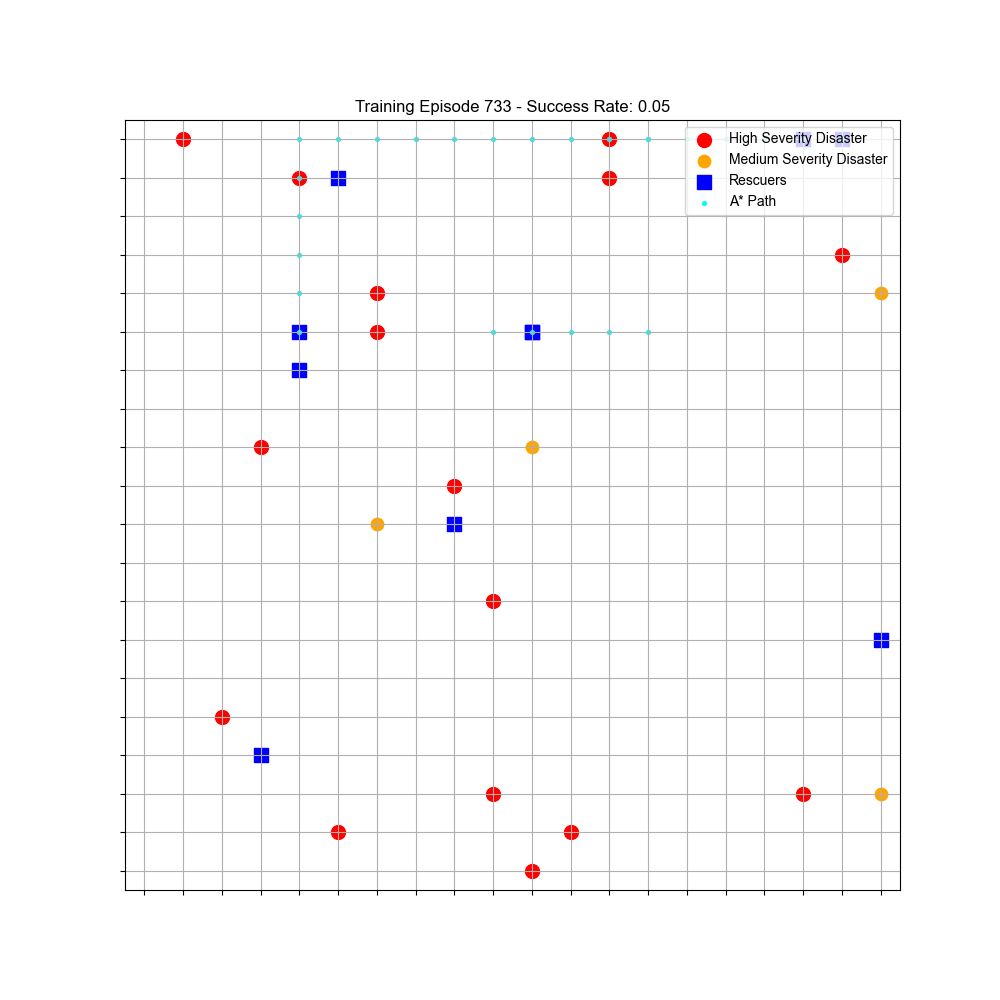 Training Episode 733 - Success Rate: 0.05
High Severity Disaster
Medium Severity Disaster
Rescuers
A* Path